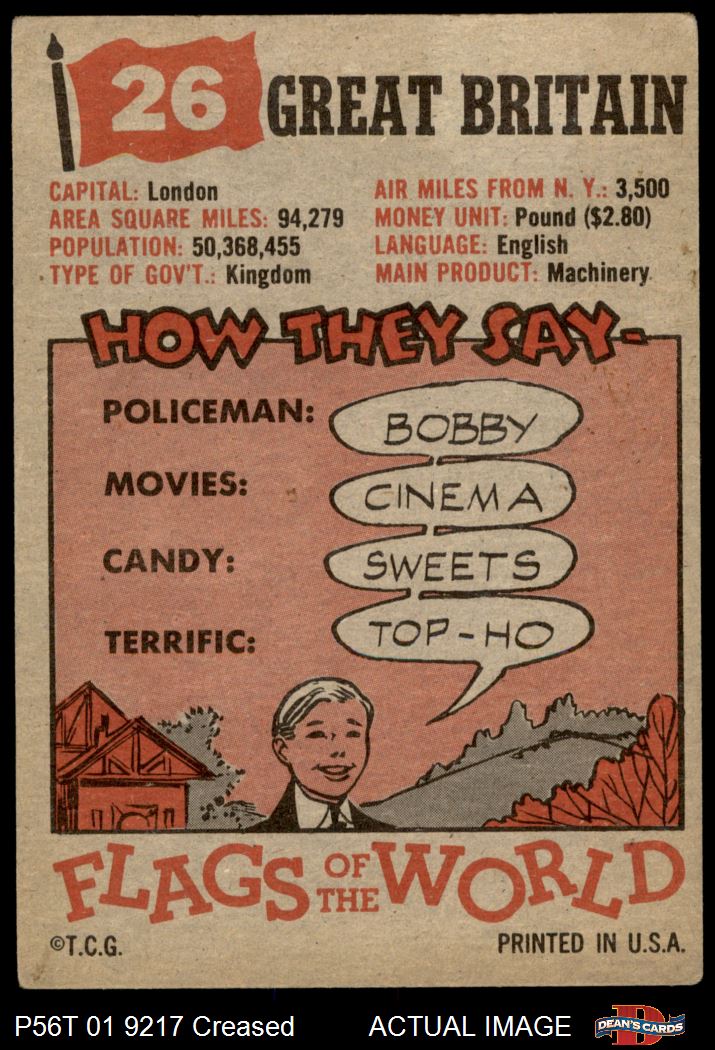 26 GREAT BRITAIN
CAPITAL: London
AREA SQUARE MILES: 94,279
POPULATION: 50,368,455
TYPE OF GOV'T.: Kingdom
AIR MILES FROM N. Y.: 3,500
MONEY UNIT: Pound ($2.80)
LANGUAGE: English
MAIN PRODUCT: Machinery
HOW THEY SAY-
POLICEMAN: BOBBY
MOVIES: CINEMA
CANDY: SWEETS
TERRIFIC: TOP-HO
FLAGS OF THE WORLD
©T.C.G. PRINTED IN U.S.A.
P56T 01 9217 Creased ACTUAL IMAGE DEAN'S CARDS